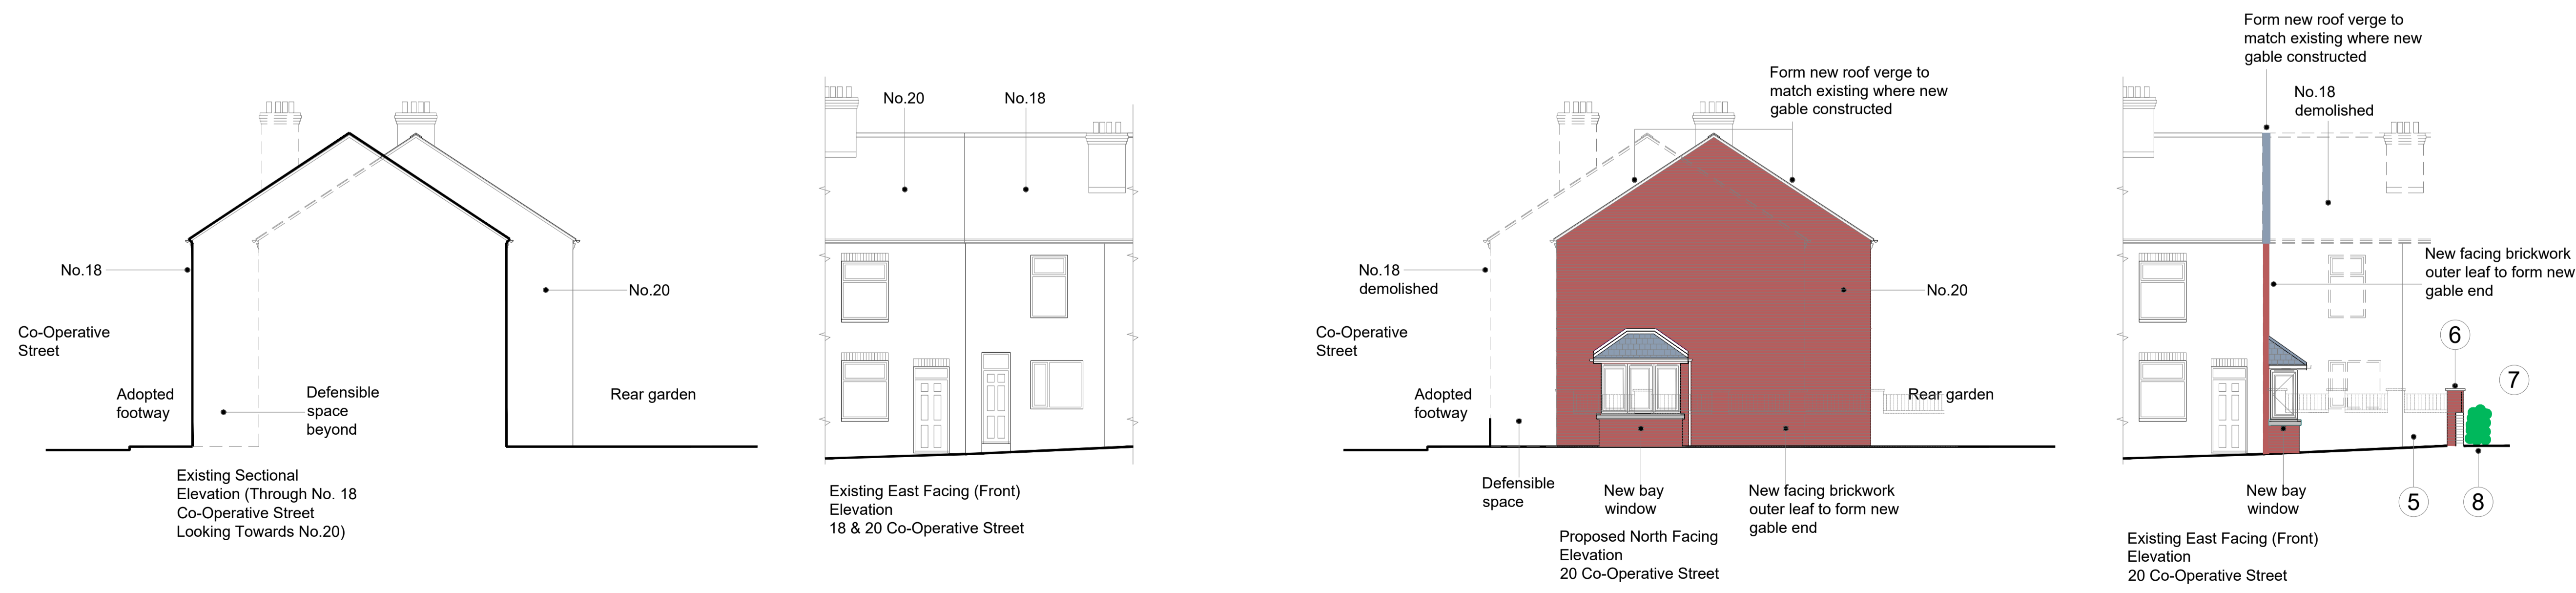 No.18
Co-Operative
Street
Adopted
footway
Defensible
space
beyond
No.20
Rear garden
Existing Sectional
Elevation (Through No. 18
Co-Operative Street
Looking Towards No.20)
No.20
No.18
Existing East Facing (Front)
Elevation
18 & 20 Co-Operative Street
Form new roof verge to
match existing where new
gable constructed
No.18
demolished
Co-Operative
Street
Adopted
footway
No.20
Rear garden
Defensible
space
New bay
window
New facing brickwork
outer leaf to form new
gable end
Proposed North Facing
Elevation
20 Co-Operative Street
Form new roof verge to
match existing where new
gable constructed
No.18
demolished
New facing brickwork
outer leaf to form new
gable end
6
7
New bay
window
5
8
Existing East Facing (Front)
Elevation
20 Co-Operative Street